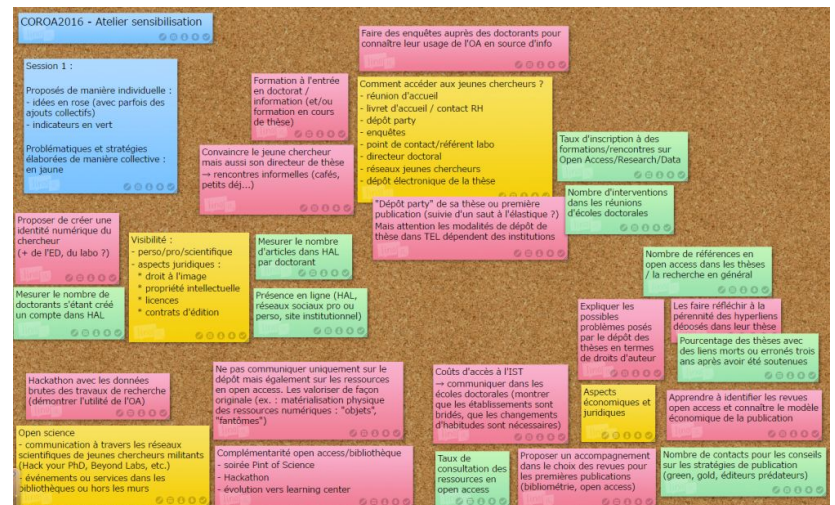 COROA2016 - Atelier sensibilisation
Session 1 :
Proposés de manière individuelle :
- idées en rose (avec parfois des
ajouts collectifs)
- indicateurs en vert
Problématiques et stratégies
élaborées de manière collective :
en jaune
Faire des enquêtes auprès des doctorants pour
connaître leur usage de l'OA en source d'info
Formation à l'entrée
en doctorat /
information (et/ou
formation en cours
de thèse)
Comment accéder aux jeunes chercheurs ?
- réunion d'accueil
- livret d'accueil / contact RH
- dépôt party
- enquêtes
- point de contact/référent labo
- directeur doctoral
- réseaux jeunes chercheurs
- dépôt électronique de la thèse
Convaincre le jeune chercheur
mais aussi son directeur de thèse
→ rencontres informelles (cafés,
petits déj...)
Taux d'inscription à des
formations/rencontres sur
Open Access/Research/Data
"Dépôt party" de sa thèse ou première
publication (suivie d'un saut à l'élastique ?)
Mais attention les modalités de dépôt de
thèse dans TEL dépendent des institutions
Nombre d'interventions
dans les réunions
d'écoles doctorales
Proposer de créer une
identité numérique du
chercheur
(+ de l'ED, du labo ?)
Visibilité :
- perso/pro/scientifique
- aspects juridiques :
* droit à l'image
* propriété intellectuelle
* licences
* contrats d'édition
Mesurer le nombre
d'articles dans HAL
par doctorant
Mesurer le nombre de
doctorants s'étant créé
un compte dans HAL
Présence en ligne (HAL,
réseaux sociaux pro ou
perso, site institutionnel)
Nombre de références en
open access dans les thèses
/ la recherche en général
Expliquer les
possibles
problèmes posés
par le dépôt des
thèses en termes
de droits d'auteur
Les faire réfléchir à la
pérennité des hyperliens
déposés dans leur thèse
Pourcentage des thèses avec
des liens morts ou erronés trois
ans après avoir été soutenues
Hackathon avec les données
brutes des travaux de recherche
(démontrer l'utilité de l'OA)
Ne pas communiquer uniquement sur le
dépôt mais également sur les ressources
en open access. Les valoriser de façon
originale (ex. : matérialisation physique
des ressources numériques : "objets",
"fantômes")
Coûts d'accès à l'IST
→ communiquer dans les
écoles doctorales (montrer
que les établissements sont
bridés, que les changements
d'habitudes sont nécessaires)
Aspects
économiques et
juridiques
Apprendre à identifier les revues
open access et connaître le modèle
économique de la publication
Open science
- communication à travers les réseaux
scientifiques de jeunes chercheurs militants
(Hack your PhD, Beyond Labs, etc.)
- événements ou services dans les
bibliothèques ou hors les murs
Complémentarité open access/bibliothèque
- soirée Pint of Science
- Hackathon
- évolution vers learning center
Taux de
consultation des
ressources en
open access
Proposer un accompagnement
dans le choix des revues pour
les premières publications
(bibliométrie, open access)
Nombre de contacts pour les conseils
sur les stratégies de publication
(green, gold, éditeurs prédateurs)